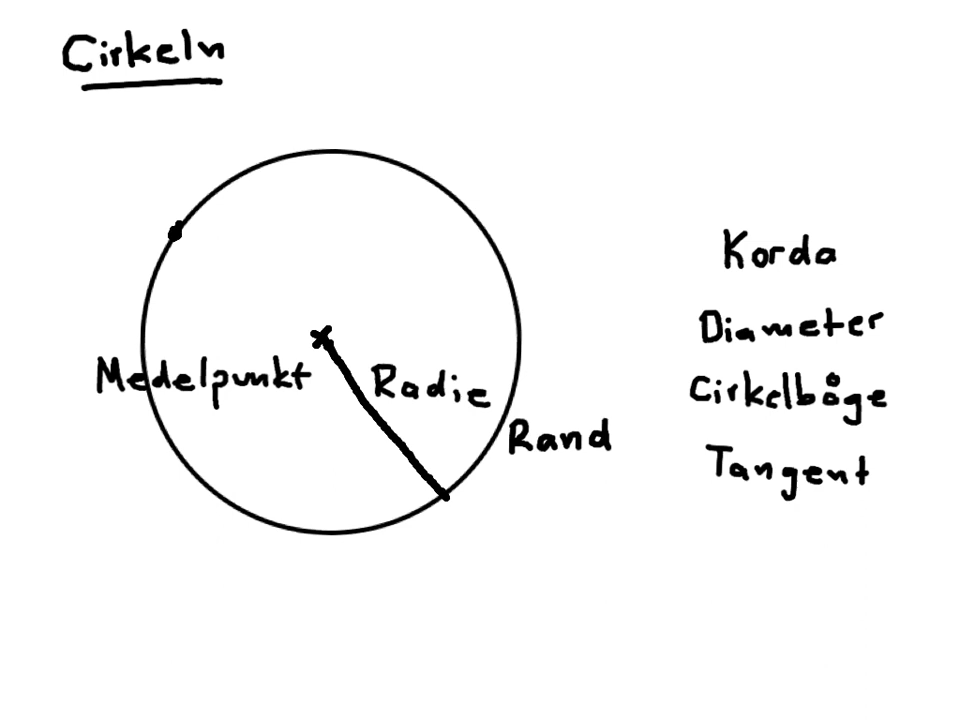 Cirkeln
Korda
Diameter
Medelpunkt
Radie
Cirkelbåge
Rand
Tangent